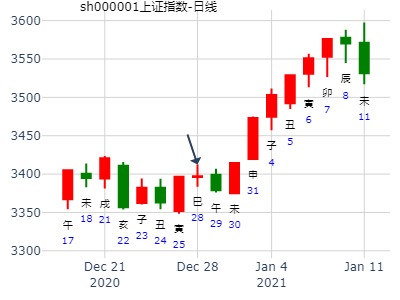 sh000001上证指数-日线
3600
3550
3500
3450
3400
3350
3300
午
17
未
18
戌
21
亥
22
子
23
丑
24
寅
25
巳
28
午
29
未
30
申
31
子
4
丑
5
寅
6
卯
7
辰
8
未
11
Dec 21
2020
Dec 28
Jan 4
2021
Jan 11